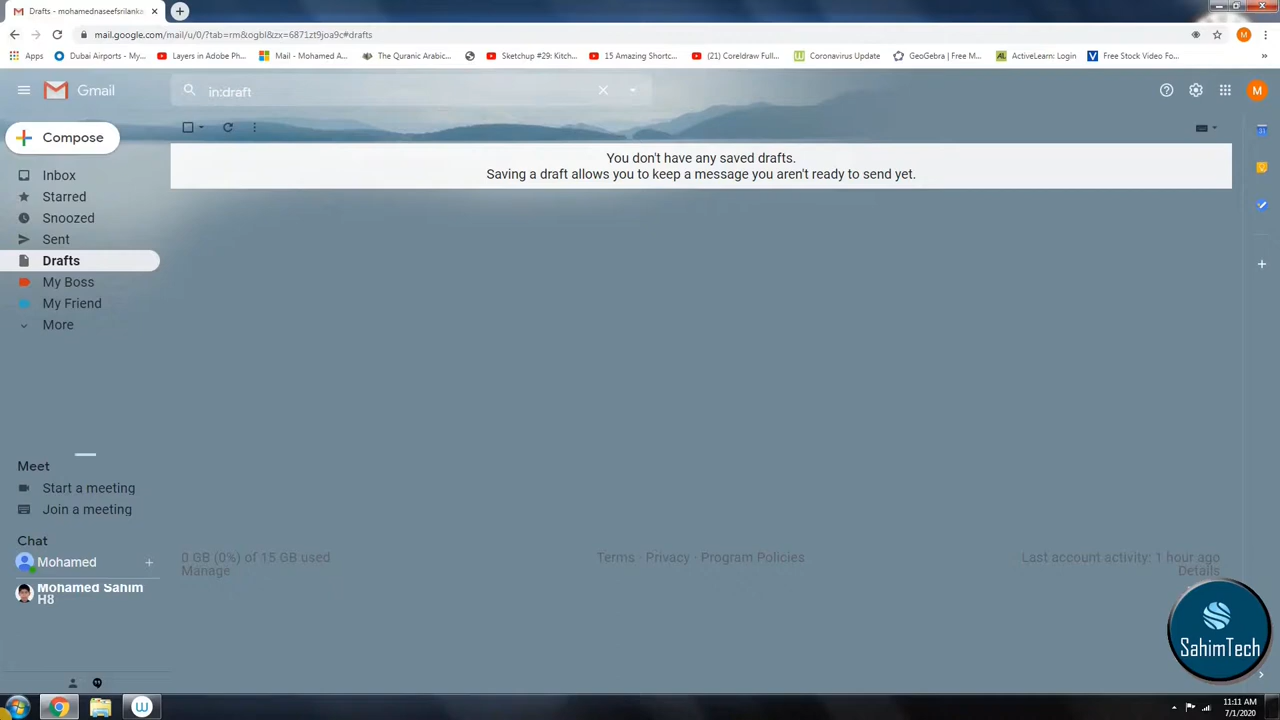 Drafts - mohamednaseefsrilanko
mail.google.com/mail/u/0/?tab=rm&ogbl&zx=6871zt9joa9c#drafts
Apps Dubai Airports - My... Layers in Adobe Ph... Mail - Mohamed A... The Quranic Arabic... Sketchup #29: Kitch... 15 Amazing Shortc... (21) Coreldraw Full... Coronavirus Update GeoGebra | Free M... ActiveLearn: Login Free Stock Video Fo...
Gmail
in:draft
M
Compose
You don't have any saved drafts.
Saving a draft allows you to keep a message you aren't ready to send yet.
Inbox
Starred
Snoozed
Sent
Drafts
My Boss
My Friend
More
Meet
Start a meeting
Join a meeting
Chat
Mohamed
Mohamed Sahim
H8
0 GB (0%) of 15 GB used
Manage
Terms · Privacy · Program Policies
Last account activity: 1 hour ago
Details
SahimTech
11:11 AM
7/1/2020